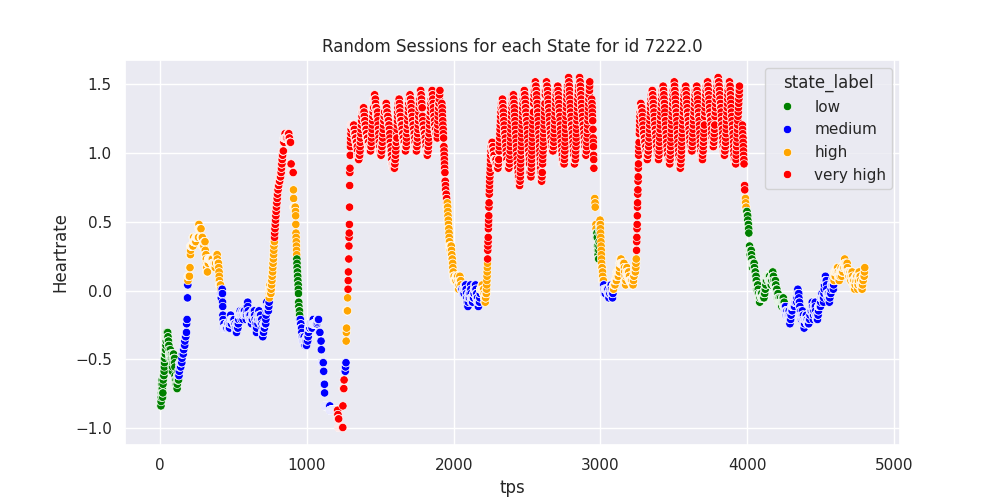 Random Sessions for each State for id 7222.0
state_label
low
medium
high
very high
1.5
1.0
0.5
0.0
−0.5
−1.0
Heartrate
0
1000
2000
3000
4000
5000
tps